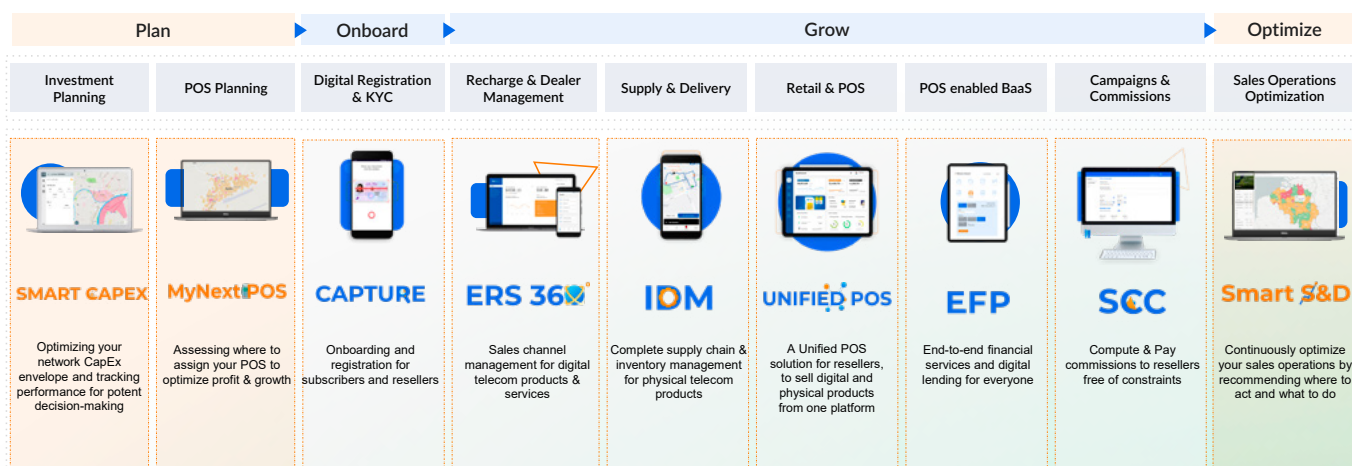 Plan
Onboard
Grow
Optimize
Investment
Planning
POS Planning
Digital Registration
& KYC
Recharge & Dealer
Management
Supply & Delivery
Retail & POS
POS enabled BaaS
Campaigns &
Commissions
Sales Operations
Optimization
SMART CAPEX
MyNext POS
CAPTURE
ERS 360
IDM
UNIFIED POS
EFP
SCC
Smart S&D
Optimizing your
network CapEx
envelope and tracking
performance for potent
decision-making
Assessing where to
assign your POS to
optimize profit & growth
Onboarding and
registration for
subscribers and resellers
Sales channel
management for digital
telecom products &
services
Complete supply chain &
inventory management
for physical telecom
products
A Unified POS
solution for resellers,
to sell digital and
physical products
from one platform
End-to-end financial
services and digital
lending for everyone
Compute & Pay
commissions to resellers
free of constraints
Continuously optimize
your sales operations by
recommending where to
act and what to do